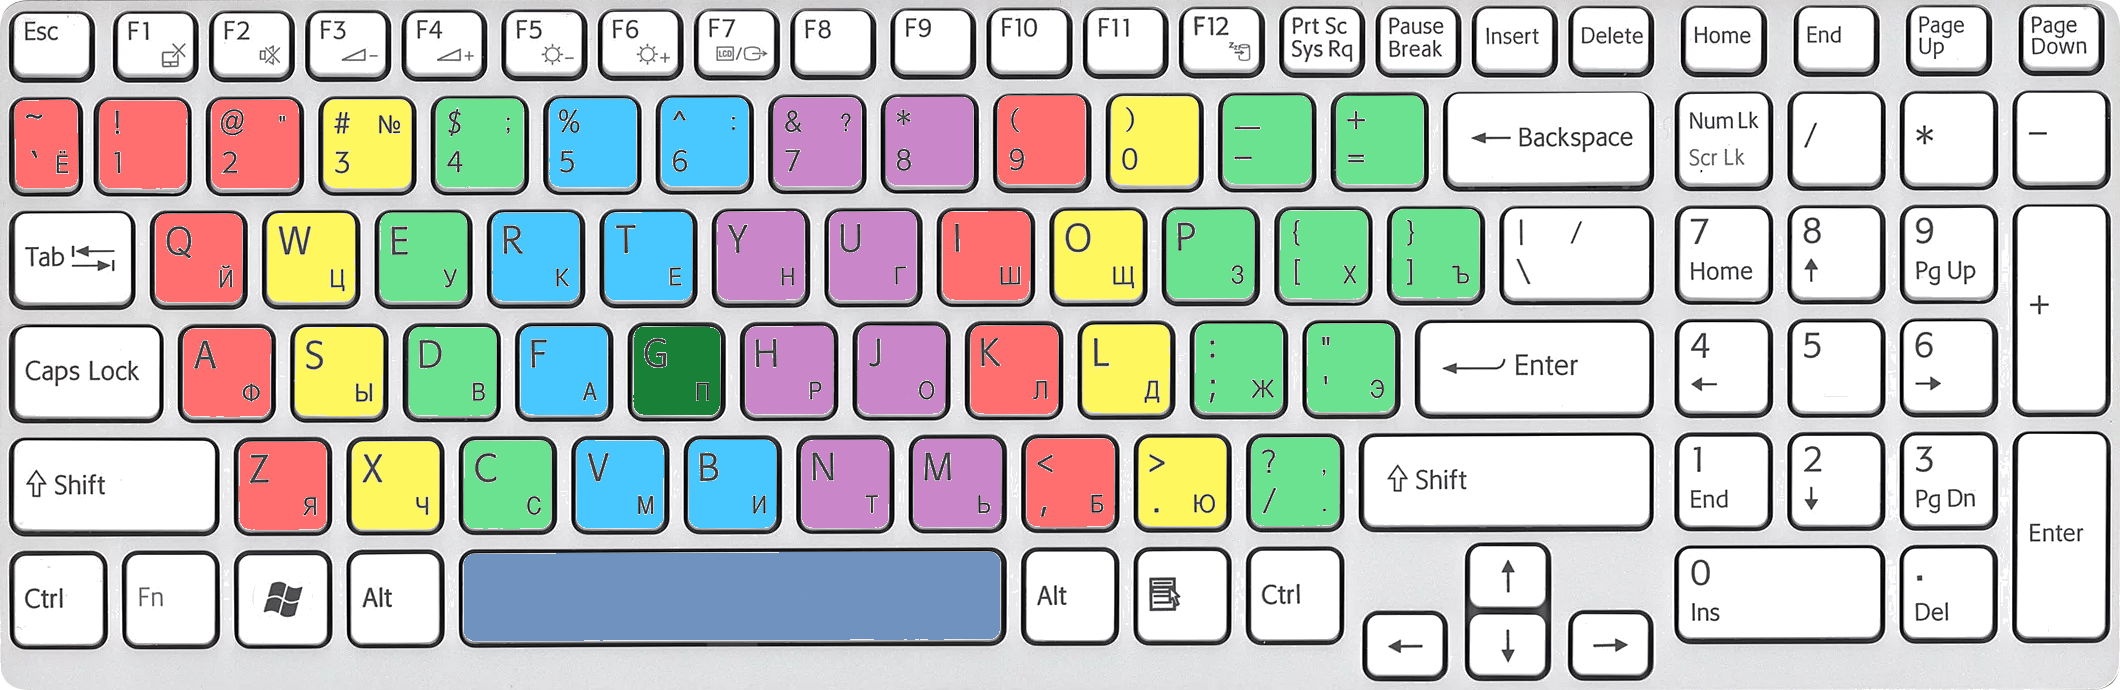 Esc F1 F2 F3 F4 F5 F6 F7 LCD F8 F9 F10 F11 F12 zz Prt Sc Sys Rq Pause Break Insert Delete Home End Page Up Page Down
~ ` Ё ! 1 @ " 2 # № 3 $ ; 4 % 5 ^ : 6 & ? 7 * 8 ( 9 ) 0 _ - + = Backspace Num Lk Scr Lk / * -
Tab Q Й W Ц E У R К T Е Y Н U Г I Ш O Щ P З { [ Х } ] Ъ | / \ 7 Home 8 ↑ 9 Pg Up +
Caps Lock A Ф S Ы D В F А G П H Р J О K Л L Д : ; Ж " ' Э Enter 4 ← 5 6 →
Shift Z Я X Ч C С V М B И N Т M Ь < , Б > . Ю ? , / . Shift 1 End 2 ↓ 3 Pg Dn Enter
Ctrl Fn Alt Alt Ctrl ← ↑ ↓ → 0 Ins . Del